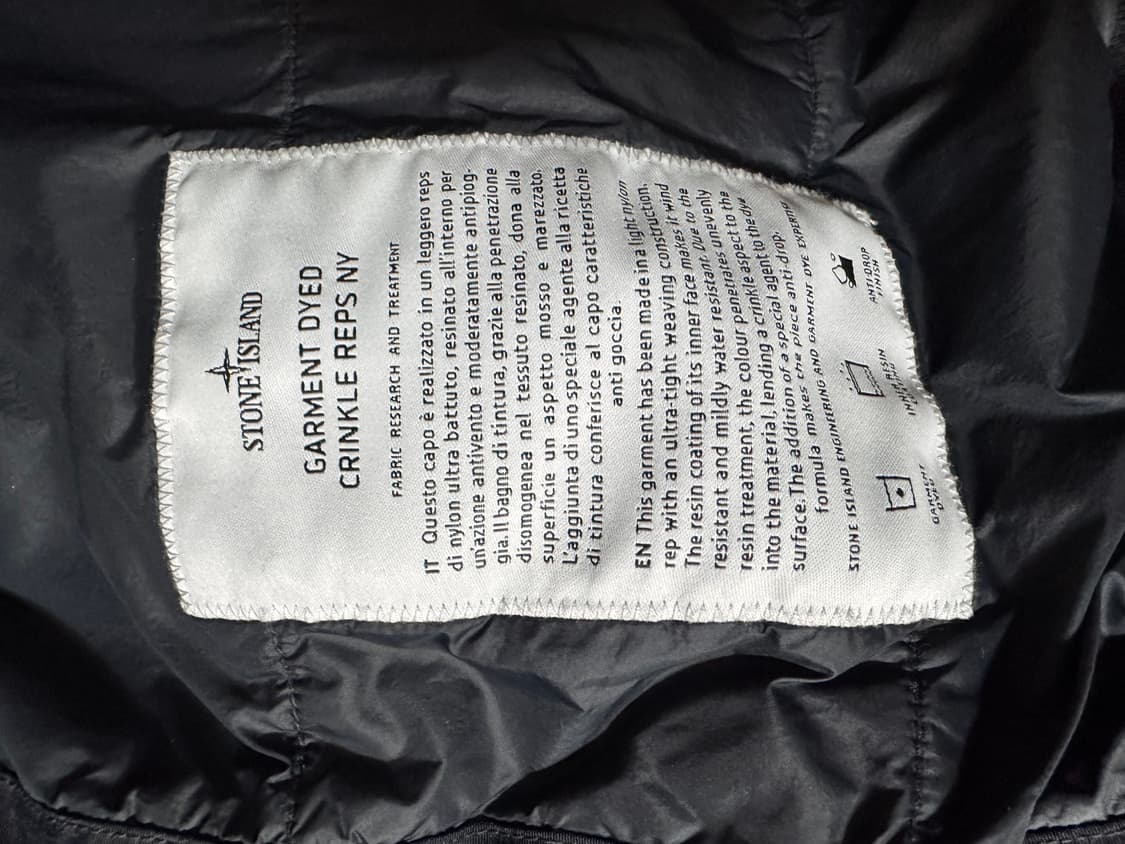 STONE ISLAND
GARMENT DYED
CRINKLE REPS NY
FABRIC RESEARCH AND TREATMENT
IT Questo capo è realizzato in un leggero reps
di nylon ultra battuto, resinato all'interno per
un'azione antivento e moderatamente antipiog-
gia. Il bagno di tintura, grazie alla penetrazione
disomogenea nel tessuto resinato, dona alla
superficie un aspetto mosso e marezzato.
L'aggiunta di uno speciale agente alla ricetta
di tintura conferisce al capo caratteristiche
anti goccia.
EN This garment has been made in a light nylon
rep with an ultra-tight weaving construction.
The resin coating of its inner face makes it wind
resistant and mildly water resistant. Due to the
resin treatment, the colour penetrates unevenly
into the material, lending a crinkle aspect to the
surface. The addition of a special agent to the dye
formula makes the piece anti-drop.
STONE ISLAND ENGINEERING AND GARMENT DYE EXPERTISE
GARMENT
DYED
INNER RESIN
ANTI-DROP
FINISH